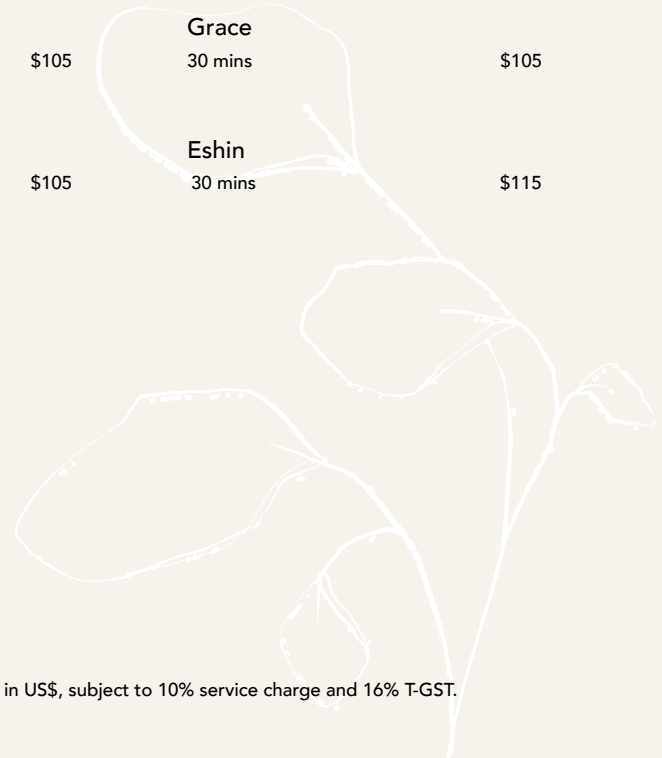 Grace
$105 30 mins $105
Eshin
$105 30 mins $115
in US$, subject to 10% service charge and 16% T-GST.